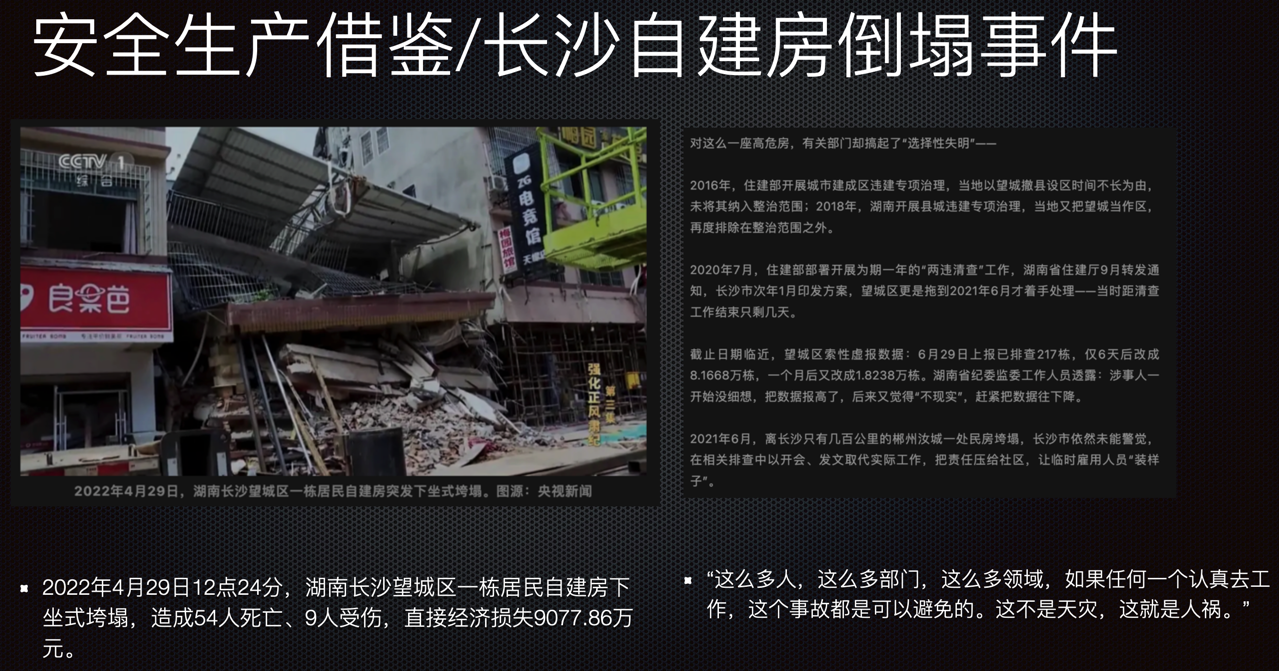 安全生产借鉴/长沙自建房倒塌事件
CCTV 1
综合
良菓芭
FRUITER BOMB
26
电竞馆
梅园旅馆
第三集
强化正风肃纪
2022年4月29日，湖南长沙望城区一栋居民自建房突发下坐式垮塌。图源：央视新闻
对这么一座高危房，有关部门却搞起了“选择性失明”——
2016年，住建部开展城市建成区违建专项治理，当地以望城撤县设区时间不长为由，
未将其纳入整治范围；2018年，湖南开展县城违建专项治理，当地又把望城当作区，
再度排除在整治范围之外。
2020年7月，住建部部署开展为期一年的“两违清查”工作，湖南省住建厅9月转发通
知，长沙市次年1月印发方案，望城区更是拖到2021年6月才着手处理——当时距清查
工作结束只剩几天。
截止日期临近，望城区索性虚报数据：6月29日上报已排查217栋，仅6天后改成
8.1668万栋，一个月后又改成1.8238万栋。湖南省纪委监委工作人员透露：涉事人一
开始没细想，把数据报高了，后来又觉得“不现实”，赶紧把数据往下降。
2021年6月，离长沙只有几百公里的郴州汝城一处民房垮塌，长沙市依然未能警觉，
在相关排查中以开会、发文取代实际工作，把责任压给社区，让临时雇用人员“装样
子”。
2022年4月29日12点24分，湖南长沙望城区一栋居民自建房下
坐式垮塌，造成54人死亡、9人受伤，直接经济损失9077.86万
元。
“这么多人，这么多部门，这么多领域，如果任何一个认真去工
作，这个事故都是可以避免的。这不是天灾，这就是人祸。”